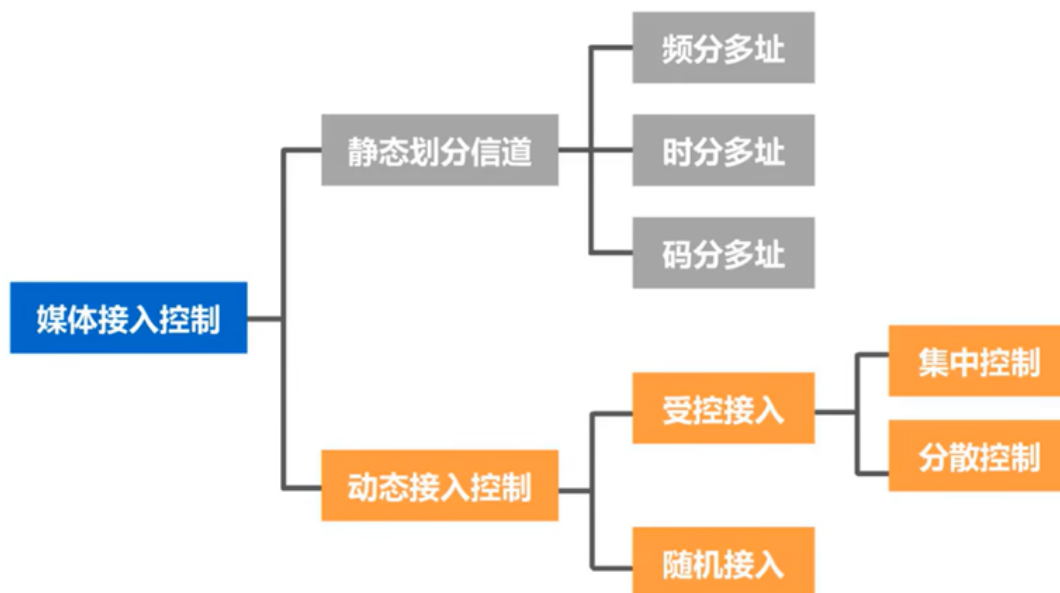 频分多址
静态划分信道
时分多址
码分多址
媒体接入控制
集中控制
受控接入
分散控制
动态接入控制
随机接入